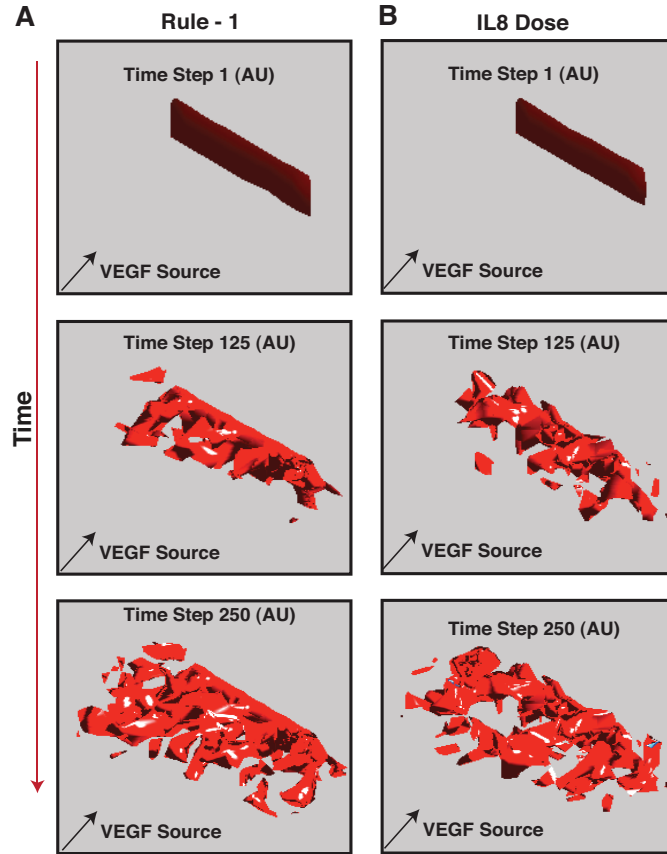 A
Rule - 1
Time Step 1 (AU)
VEGF Source
Time Step 125 (AU)
VEGF Source
Time Step 250 (AU)
VEGF Source
Time
B
IL8 Dose
Time Step 1 (AU)
VEGF Source
Time Step 125 (AU)
VEGF Source
Time Step 250 (AU)
VEGF Source